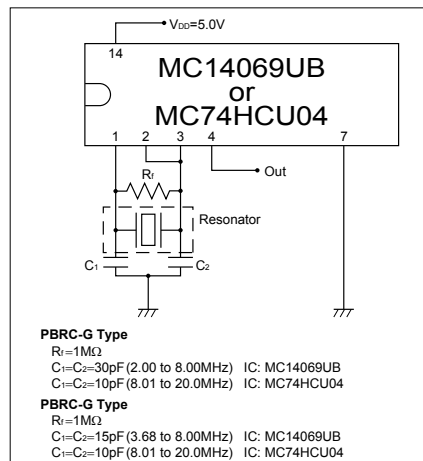 VDD=5.0V
14
MC14069UB
or
MC74HCU04
1 2 3 4 7
Rf
Out
Resonator
C1 C2
PBRC-G Type
Rf=1MΩ
C1=C2=30pF (2.00 to 8.00MHz) IC: MC14069UB
C1=C2=10pF (8.01 to 20.0MHz) IC: MC74HCU04
PBRC-G Type
Rf=1MΩ
C1=C2=15pF (3.68 to 8.00MHz) IC: MC14069UB
C1=C2=10pF (8.01 to 20.0MHz) IC: MC74HCU04